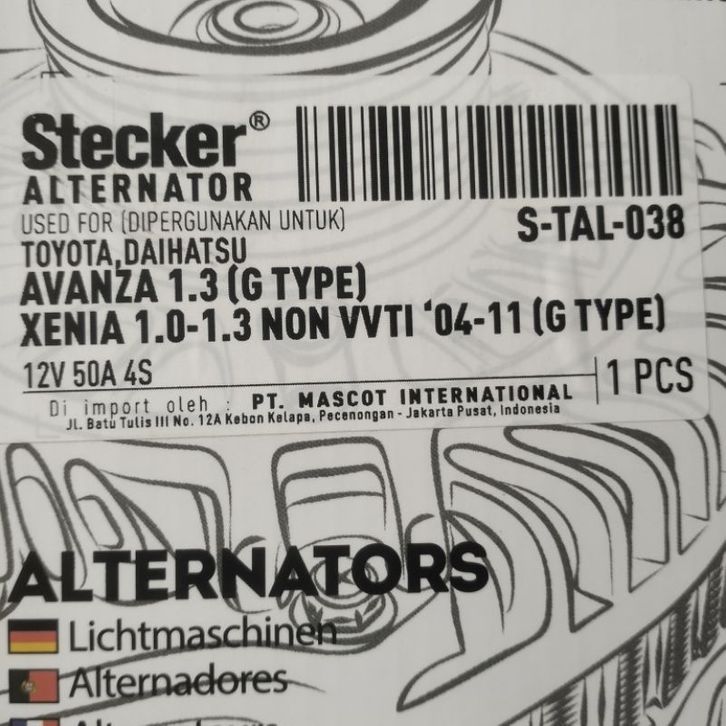 Stecker®
ALTERNATOR
USED FOR (DIPERGUNAKAN UNTUK)
S-TAL-038
TOYOTA,DAIHATSU
AVANZA 1.3 (G TYPE)
XENIA 1.0-1.3 NON VVTI '04-11 (G TYPE)
12V 50A 4S
1 PCS
Di import oleh : PT. MASCOT INTERNATIONAL
Jl. Batu Tulis III No. 12A Kebon Kelapa, Pecenongan - Jakarta Pusat, Indonesia
ALTERNATORS
Lichtmaschinen
Alternadores